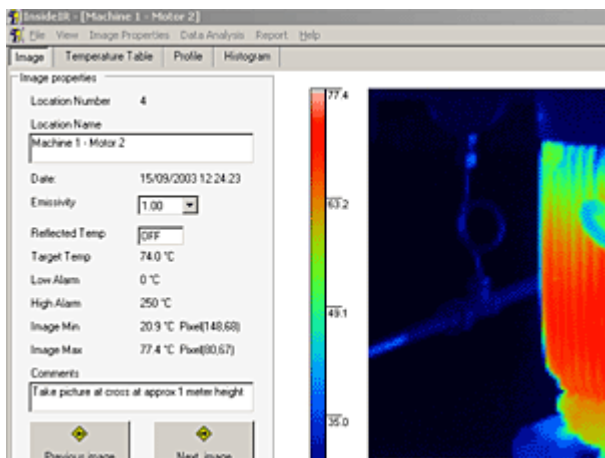 InsideIR - [Machine 1 - Motor 2]
File View Image Properties Data Analysis Report Help
Image Temperature Table Profile Histogram
Image properties
Location Number 4
Location Name
Machine 1 - Motor 2
Date: 15/09/2003 12:24:23
Emissivity 1.00
Reflected Temp OFF
Target Temp 74.0 °C
Low Alarm 0 °C
High Alarm 250 °C
Image Min 20.9 °C Pixel(148,68)
Image Max 77.4 °C Pixel(80,67)
Comments
Take picture at cross at approx 1 meter height
Previous image Next image
77.4
63.2
49.1
35.0